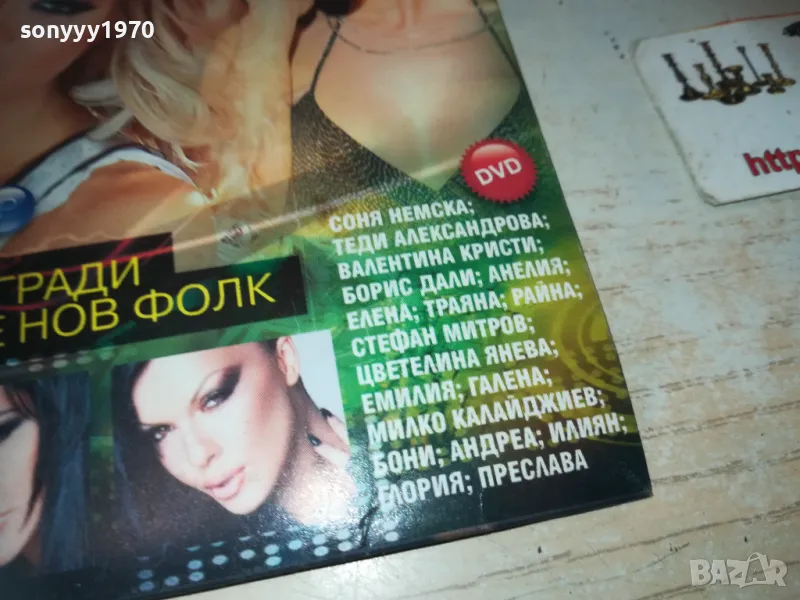 sonyyy1970
DVD
СОНЯ НЕМСКА;
ТЕДИ АЛЕКСАНДРОВА;
ВАЛЕНТИНА КРИСТИ;
БОРИС ДАЛИ; АНЕЛИЯ;
ЕЛЕНА; ТРАЯНА; РАЙНА;
СТЕФАН МИТРОВ;
ЦВЕТЕЛИНА ЯНЕВА;
ЕМИЛИЯ; ГАЛЕНА;
МИЛКО КАЛАЙДЖИЕВ;
БОНИ; АНДРЕА; ИЛИЯН;
ГЛОРИЯ; ПРЕСЛАВА
ГРАДИ
Е НОВ ФОЛК
http
BAZAR